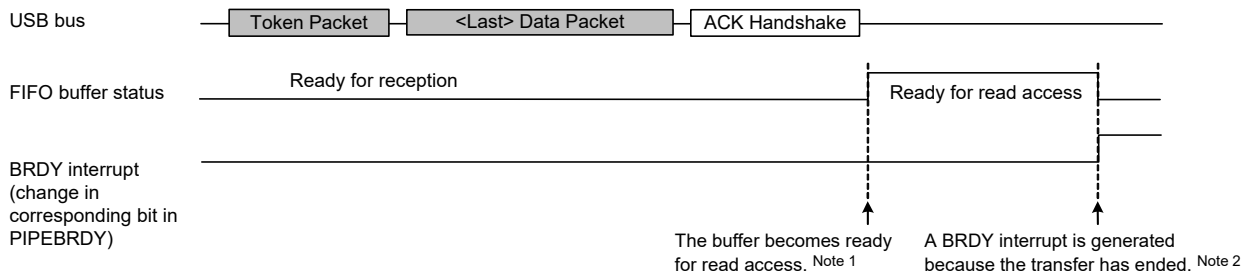 USB bus
Token Packet
<Last> Data Packet
ACK Handshake
Ready for reception
FIFO buffer status
Ready for read access
BRDY interrupt
(change in
corresponding bit in
PIPEBRDY)
The buffer becomes ready
for read access. Note 1
A BRDY interrupt is generated
because the transfer has ended. Note 2